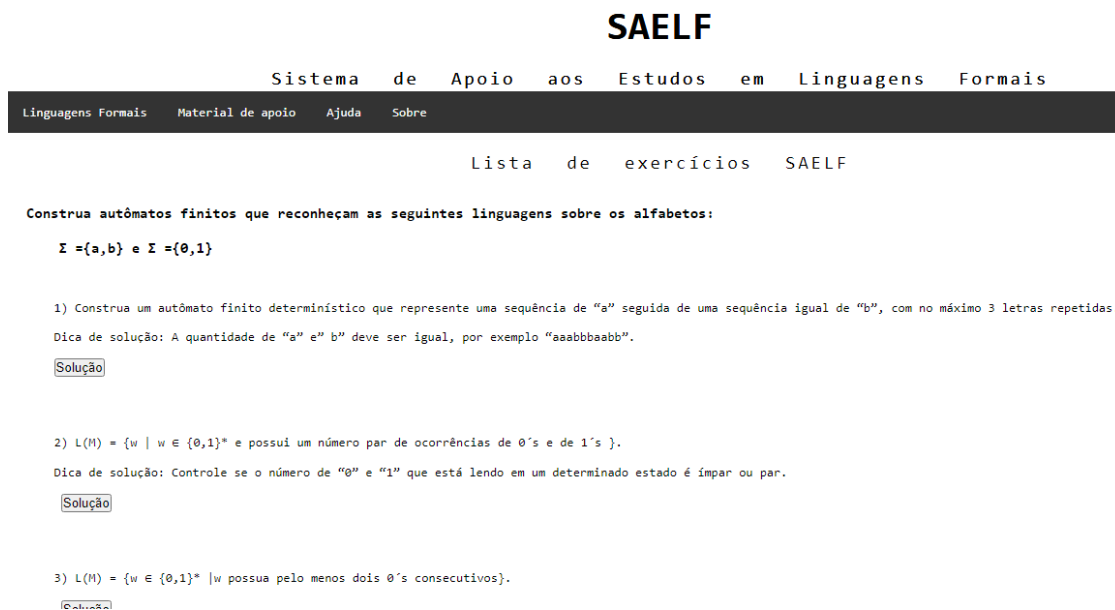 SAELF
Sistema de Apoio aos Estudos em Linguagens Formais
Linguagens Formais Material de apoio Ajuda Sobre
Lista de exercícios SAELF
Construa autômatos finitos que reconheçam as seguintes linguagens sobre os alfabetos:
Σ ={a,b} e Σ ={0,1}
1) Construa um autômato finito determinístico que represente uma sequência de “a” seguida de uma sequência igual de “b”, com no máximo 3 letras repetidas
Dica de solução: A quantidade de “a” e” b” deve ser igual, por exemplo “aaabbbaabb”.
Solução
2) L(M) = {w | w ∈ {0,1}* e possui um número par de ocorrências de 0´s e de 1´s }.
Dica de solução: Controle se o número de “0” e “1” que está lendo em um determinado estado é ímpar ou par.
Solução
3) L(M) = {w ∈ {0,1}* |w possua pelo menos dois 0´s consecutivos}.
Solução